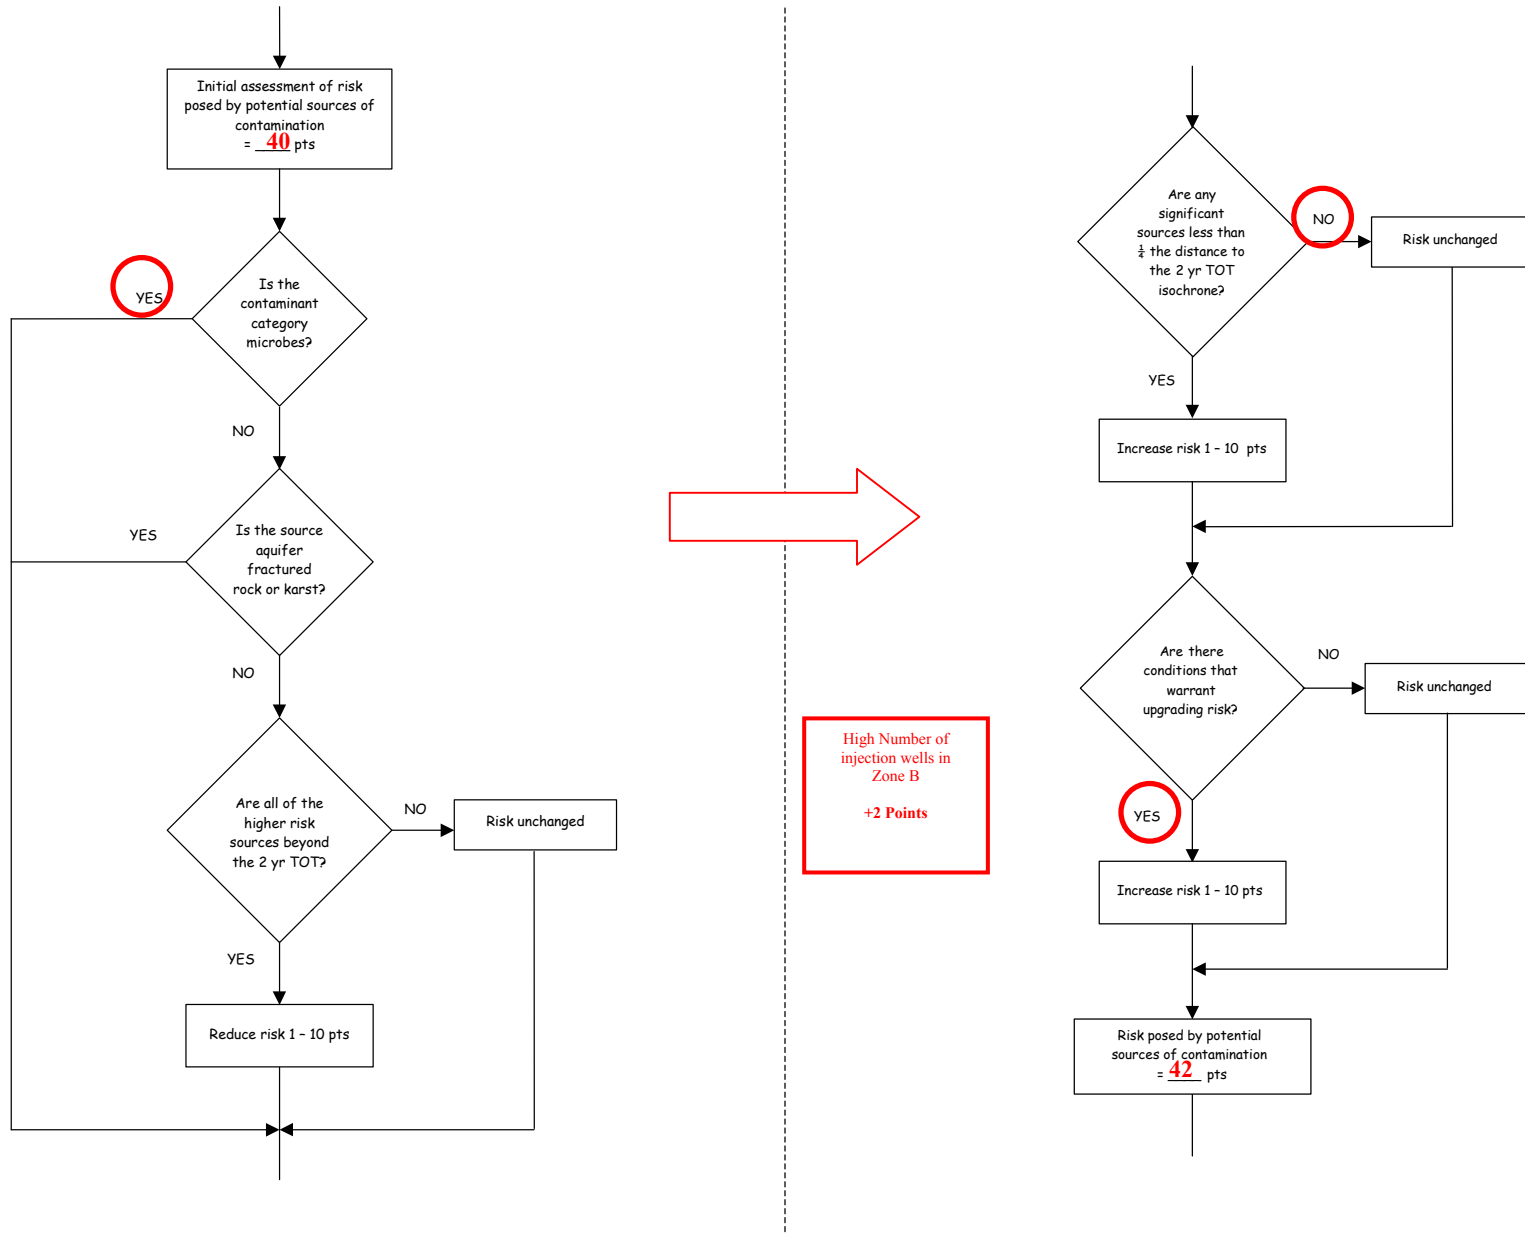 Initial assessment of risk
posed by potential sources of
contamination
= 40 pts
Is the
contaminant
category
microbes?
YES
NO
Is the source
aquifer
fractured
rock or karst?
YES
NO
Are all of the
higher risk
sources beyond
the 2 yr TOT?
NO
Risk unchanged
YES
Reduce risk 1 – 10 pts
Are any
significant
sources less than
¼ the distance to
the 2 yr TOT
isochrone?
NO
Risk unchanged
YES
Increase risk 1 – 10 pts
Are there
conditions that
warrant
upgrading risk?
NO
Risk unchanged
High Number of
injection wells in
Zone B
+2 Points
YES
Increase risk 1 – 10 pts
Risk posed by potential
sources of contamination
= 42 pts